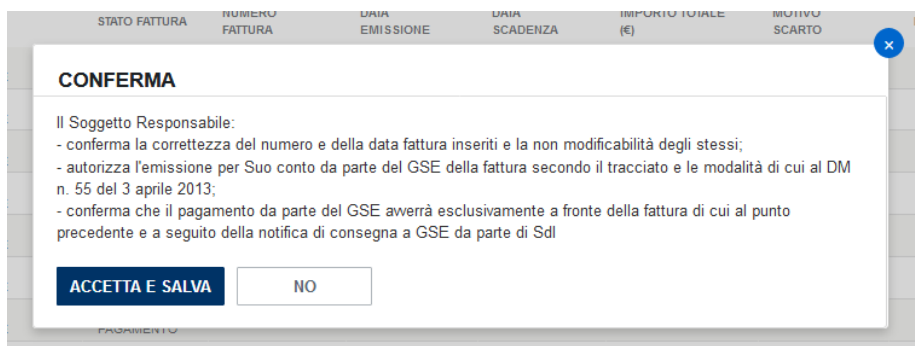 STATO FATTURA
NUMERO
FATTURA
DATA
EMISSIONE
DATA
SCADENZA
IMPORTO TOTALE
(€)
MOTIVO
SCARTO
×
CONFERMA
Il Soggetto Responsabile:
- conferma la correttezza del numero e della data fattura inseriti e la non modificabilità degli stessi;
- autorizza l'emissione per Suo conto da parte del GSE della fattura secondo il tracciato e le modalità di cui al DM
n. 55 del 3 aprile 2013;
- conferma che il pagamento da parte del GSE avverrà esclusivamente a fronte della fattura di cui al punto
precedente e a seguito della notifica di consegna a GSE da parte di SdI
ACCETTA E SALVA
NO
PAGAMENTO